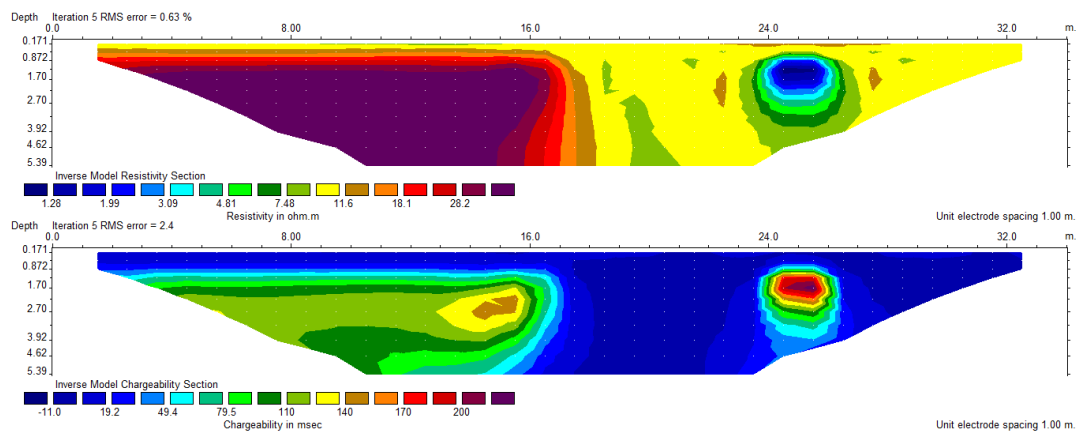 Depth Iteration 5 RMS error = 0.63 %
0.0 8.00 16.0 24.0 32.0 m.
0.171
0.872
1.70
2.70
3.92
4.62
5.39
Inverse Model Resistivity Section
1.28 1.99 3.09 4.81 7.48 11.6 18.1 28.2
Resistivity in ohm.m
Unit electrode spacing 1.00 m.
Depth Iteration 5 RMS error = 2.4
0.0 8.00 16.0 24.0 32.0 m.
0.171
0.872
1.70
2.70
3.92
4.62
5.39
Inverse Model Chargeability Section
-11.0 19.2 49.4 79.5 110 140 170 200
Chargeability in msec
Unit electrode spacing 1.00 m.